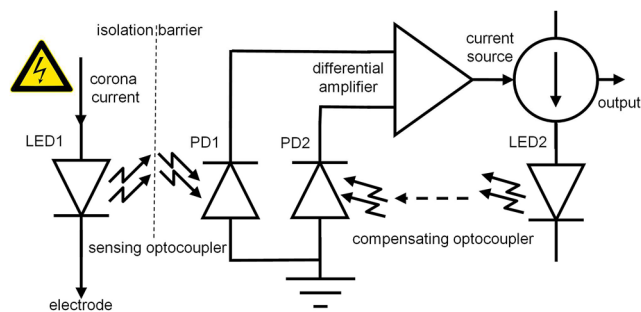 isolation barrier
corona
current
LED1
PD1
PD2
differential
amplifier
current
source
output
LED2
sensing optocoupler
compensating optocoupler
electrode